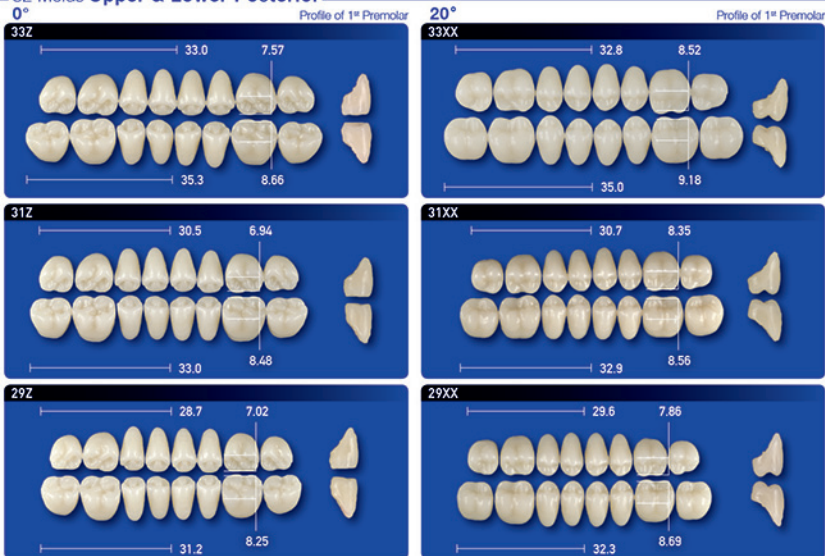 Upper & Lower Posterior
0° Profile of 1st Premolar
20° Profile of 1st Premolar
33Z
33.0 7.57
35.3 8.66
33XX
32.8 8.52
35.0 9.18
31Z
30.5 6.94
33.0 8.48
31XX
30.7 8.35
32.9 8.56
29Z
28.7 7.02
31.2 8.25
29XX
29.6 7.86
32.3 8.69